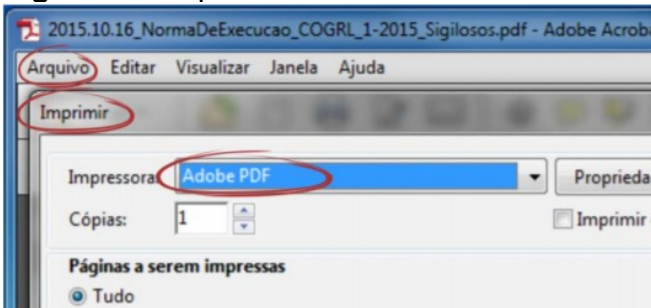 2015.10.16_NormaDeExecucao_COGRL_1-2015_Sigilosos.pdf - Adobe Acroba
Arquivo Editar Visualizar Janela Ajuda
Imprimir
Impressora: Adobe PDF Proprieda
Cópias: 1 Imprimir
Páginas a serem impressas
Tudo